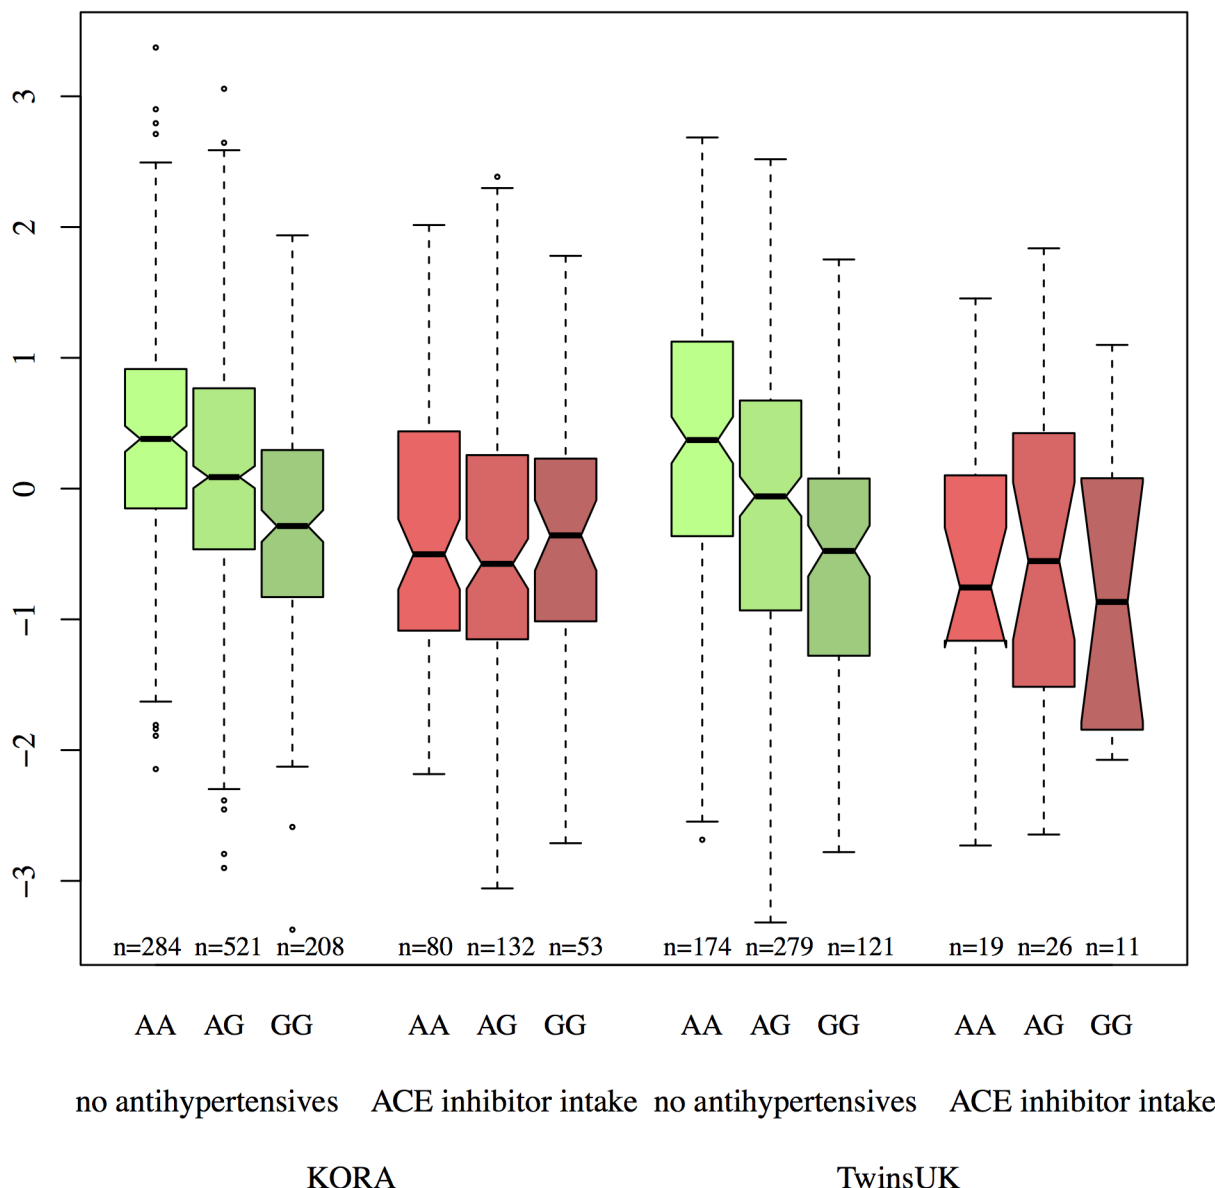 3
2
1
0
−1
−2
−3
n=284 n=521 n=208 n=80 n=132 n=53 n=174 n=279 n=121 n=19 n=26 n=11
AA AG GG AA AG GG AA AG GG AA AG GG
no antihypertensives ACE inhibitor intake no antihypertensives ACE inhibitor intake
KORA TwinsUK